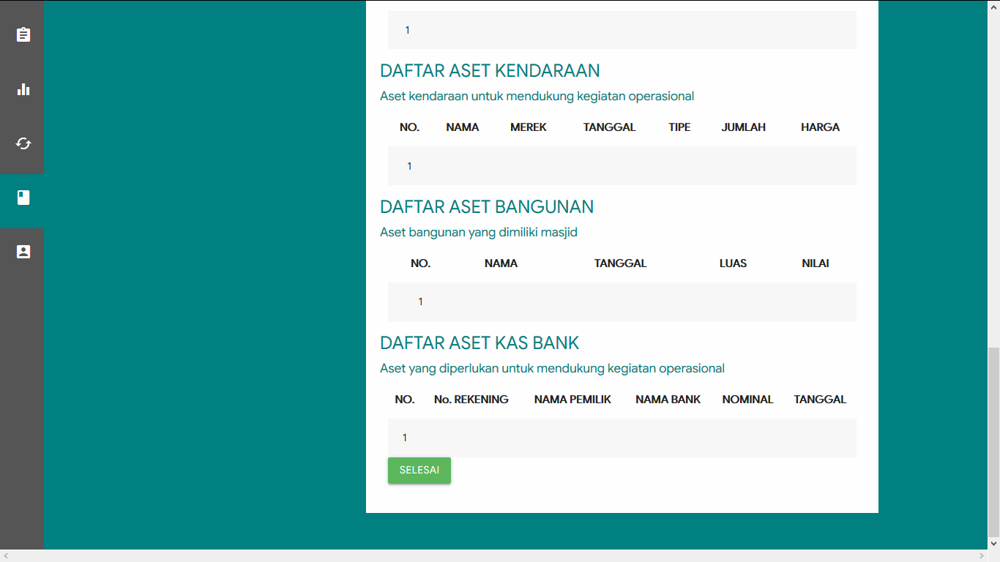 1
DAFTAR ASET KENDARAAN
Aset kendaraan untuk mendukung kegiatan operasional
NO. NAMA MEREK TANGGAL TIPE JUMLAH HARGA
1
DAFTAR ASET BANGUNAN
Aset bangunan yang dimiliki masjid
NO. NAMA TANGGAL LUAS NILAI
1
DAFTAR ASET KAS BANK
Aset yang diperlukan untuk mendukung kegiatan operasional
NO. No. REKENING NAMA PEMILIK NAMA BANK NOMINAL TANGGAL
1
SELESAI